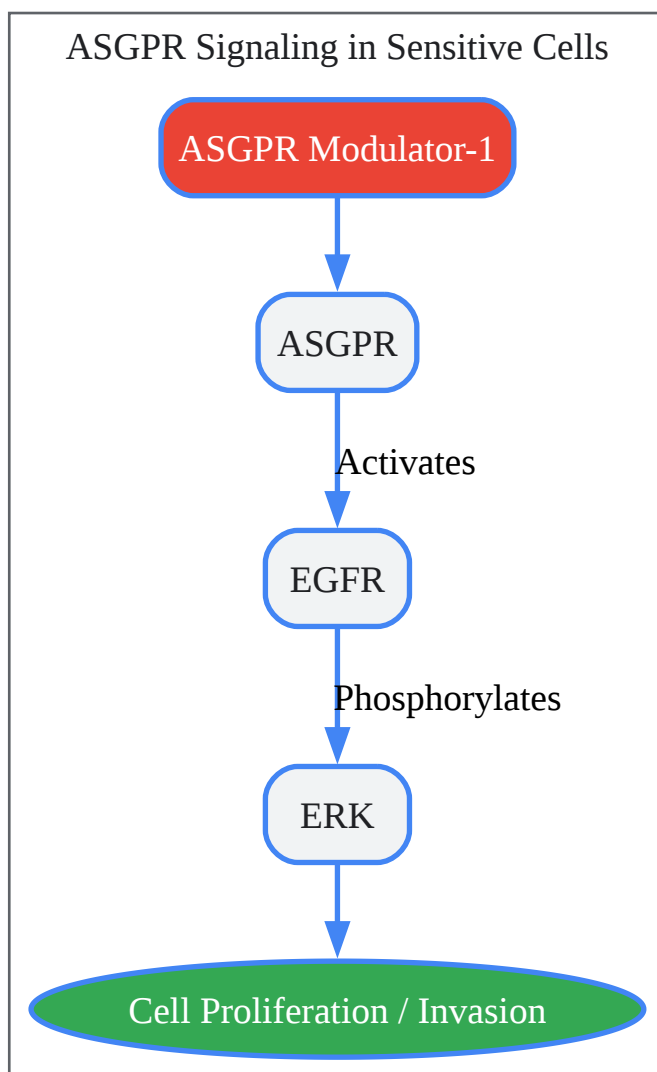 ASGPR Signaling in Sensitive Cells
ASGPR Modulator-1
ASGPR
Activates
EGFR
Phosphorylates
ERK
Cell Proliferation / Invasion